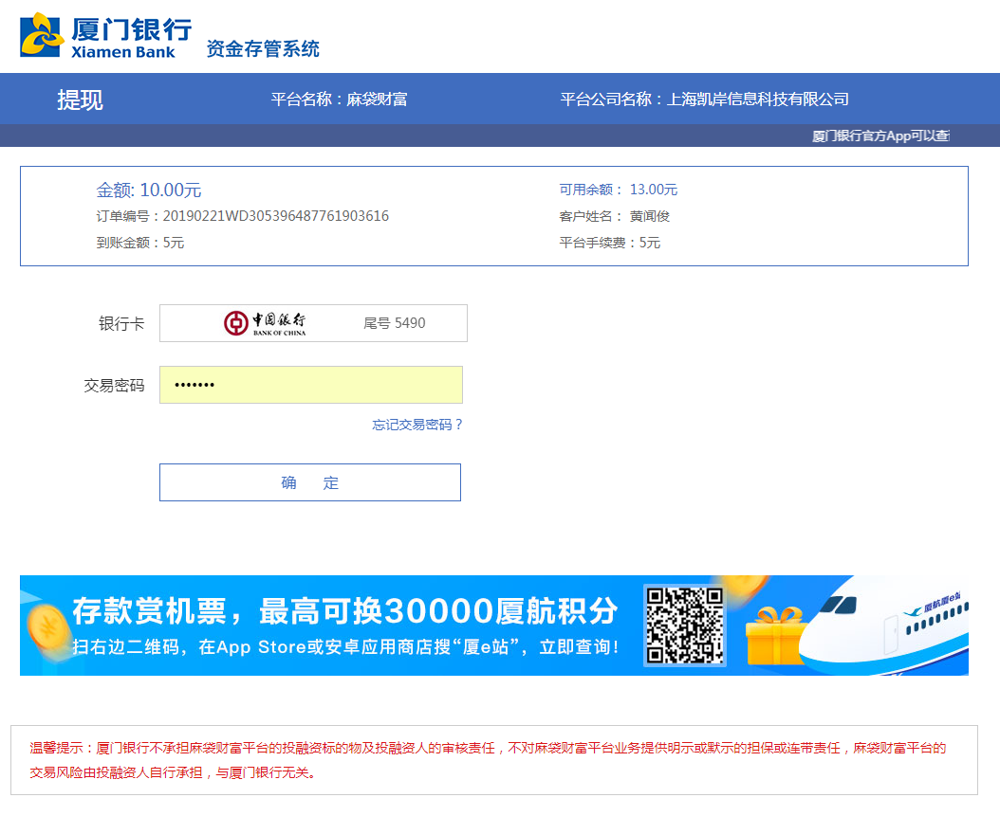 厦门银行
Xiamen Bank
资金存管系统
提现
平台名称：麻袋财富
平台公司名称：上海凯岸信息科技有限公司
厦门银行官方App可以查
金额: 10.00元
可用余额： 13.00元
订单编号：20190221WD305396487761903616
客户姓名： 黄闻俊
到账金额：5元
平台手续费：5元
银行卡
中国银行
BANK OF CHINA
尾号 5490
交易密码
•••••••
忘记交易密码？
确 定
存款赏机票，最高可换30000厦航积分
扫右边二维码，在App Store或安卓应用商店搜“厦e站”，立即查询！
厦航厦e站
温馨提示：厦门银行不承担麻袋财富平台的投融资标的物及投融资人的审核责任，不对麻袋财富平台业务提供明示或默示的担保或连带责任，麻袋财富平台的
交易风险由投融资人自行承担，与厦门银行无关。